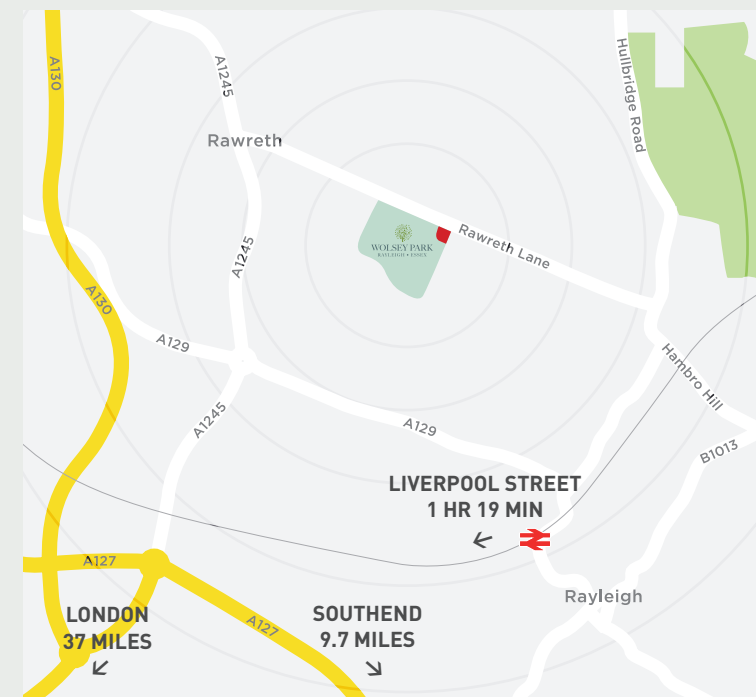 A130
A1245
Hullbridge Road
Rawreth
WOLSEY PARK
RAYLEIGH • ESSEX
Rawreth Lane
A1245
A130
A129
Hambro Hill
A1245
A129
B1013
LIVERPOOL STREET
1 HR 19 MIN
A127
Rayleigh
LONDON
37 MILES
A127
SOUTHEND
9.7 MILES